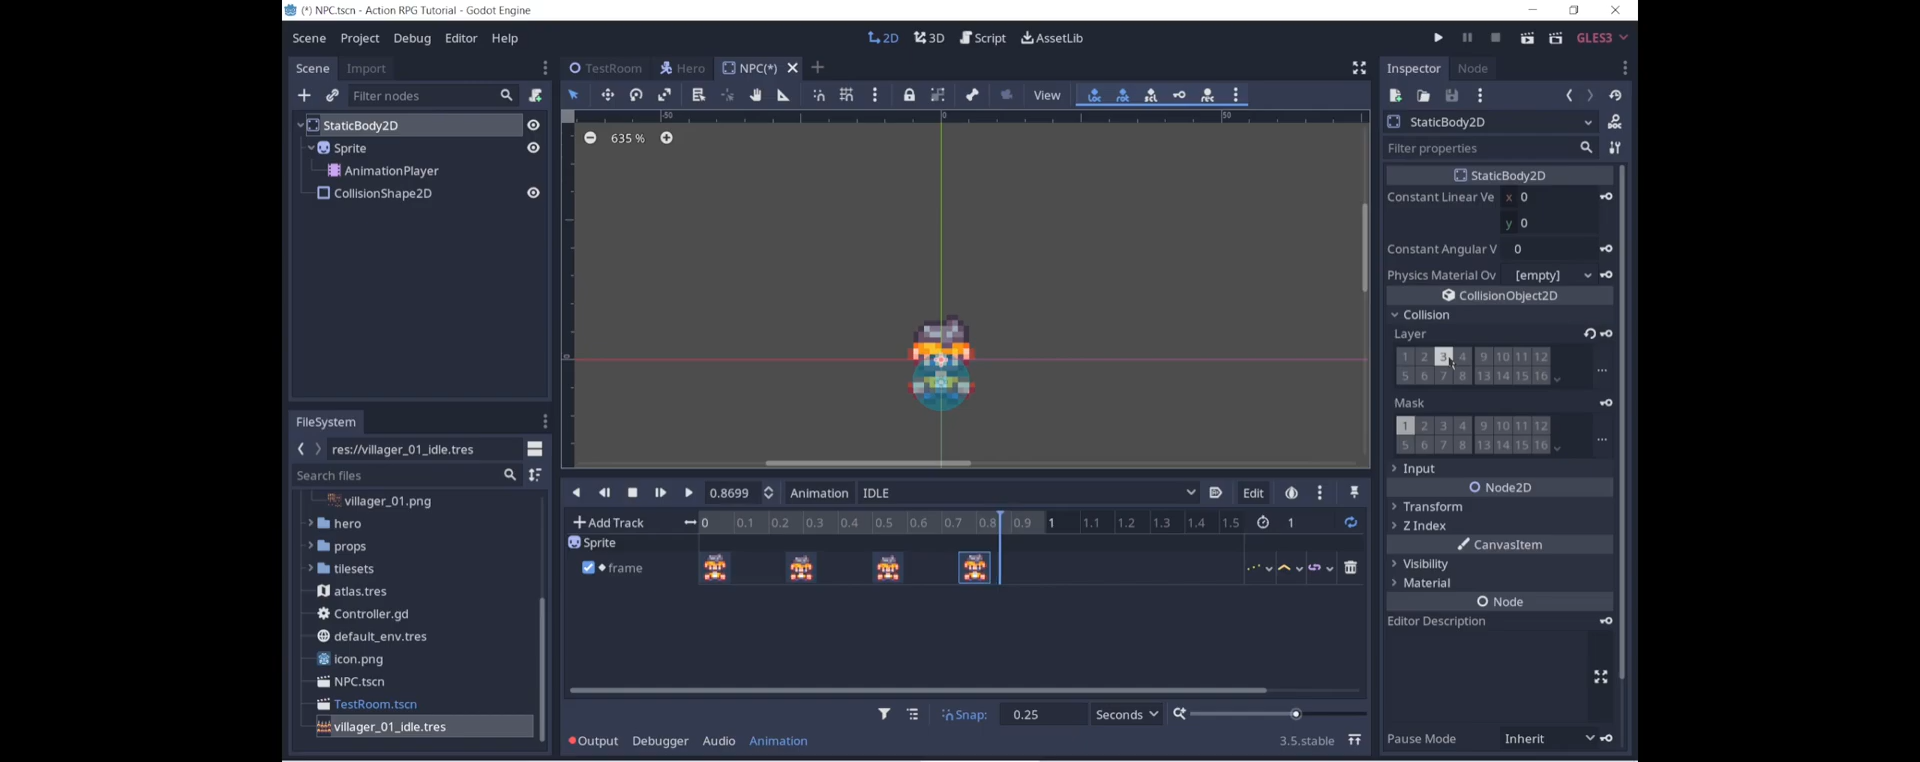 (*) NPC.tscn - Action RPG Tutorial - Godot Engine
Scene Project Debug Editor Help
2D 3D Script AssetLib
GLES3
Scene Import
Filter nodes
StaticBody2D
Sprite
AnimationPlayer
CollisionShape2D
FileSystem
res://villager_01_idle.tres
Search files
villager_01.png
hero
props
tilesets
atlas.tres
Controller.gd
default_env.tres
icon.png
NPC.tscn
TestRoom.tscn
villager_01_idle.tres
TestRoom Hero NPC(*)
View
-50 0 50
635 %
0
0.8699 Animation IDLE Edit
Add Track 0 0.1 0.2 0.3 0.4 0.5 0.6 0.7 0.8 0.9 1 1.1 1.2 1.3 1.4 1.5 1
Sprite
frame
Snap: 0.25 Seconds
Output Debugger Audio Animation 3.5.stable
Inspector Node
StaticBody2D
Filter properties
StaticBody2D
Constant Linear Ve x 0
y 0
Constant Angular V 0
Physics Material Ov [empty]
CollisionObject2D
Collision
Layer
1 2 3 4 9 10 11 12
5 6 7 8 13 14 15 16
Mask
1 2 3 4 9 10 11 12
5 6 7 8 13 14 15 16
Input
Node2D
Transform
Z Index
CanvasItem
Visibility
Material
Node
Editor Description
Pause Mode Inherit